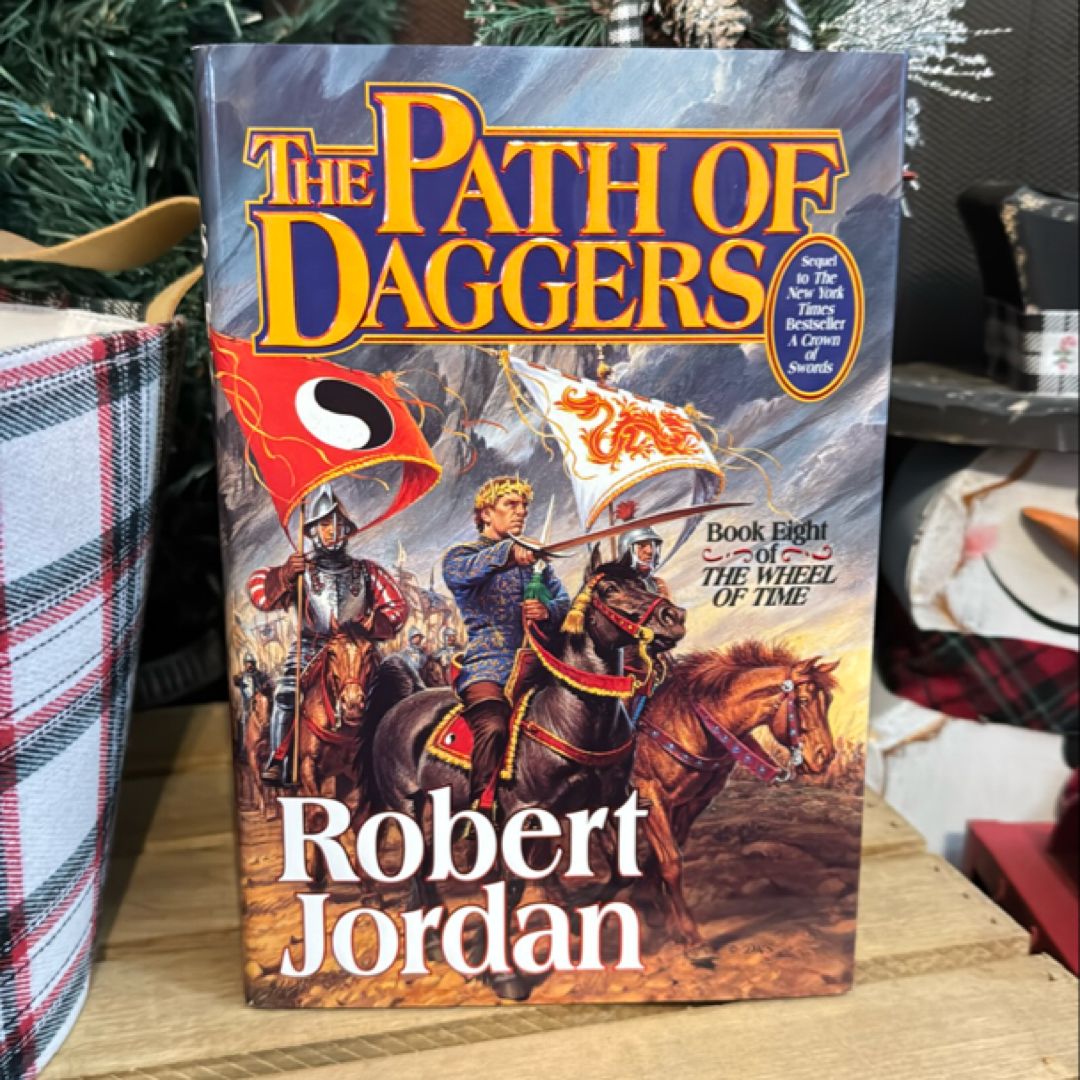 THE PATH OF
DAGGERS
Sequel
to The
New York
Times
Bestseller
A Crown
of
Swords
Book Eight
of
THE WHEEL
OF TIME
Robert
Jordan